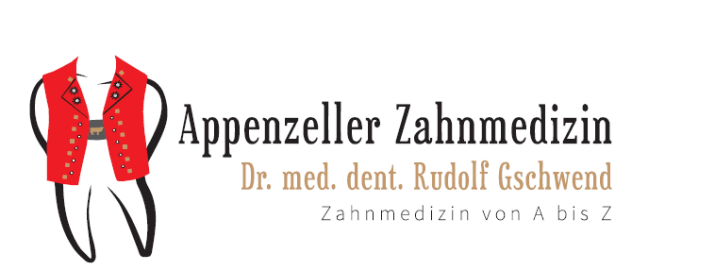 Appenzeller Zahnmedizin
Dr. med. dent. Rudolf Gschwend
Zahnmedizin von A bis Z